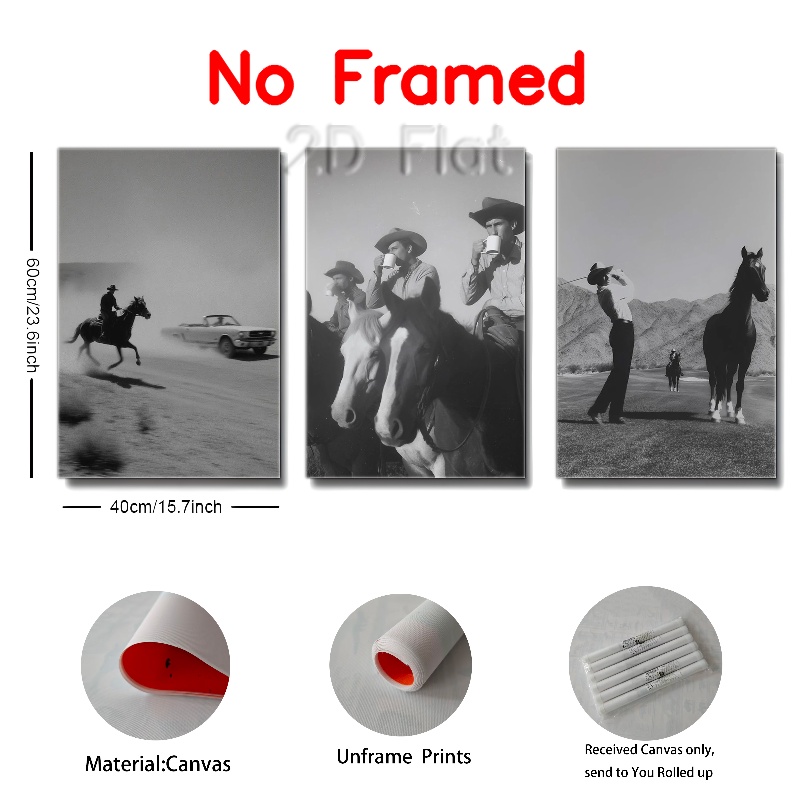 No Framed
2D Flat
60cm/23.6inch
40cm/15.7inch
Material:Canvas
Unframe Prints
Received Canvas only,
send to You Rolled up